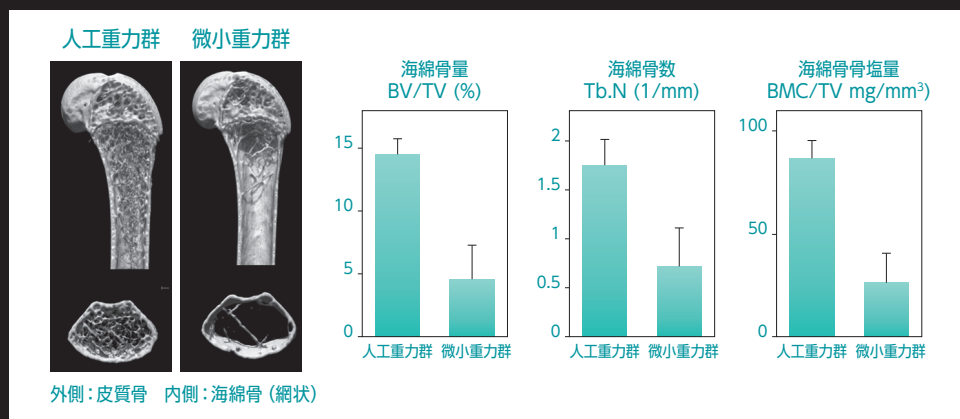 人工重力群 微小重力群
外側：皮質骨 内側：海綿骨（網状）
海綿骨量
BV/TV (%)
15
10
5
0
人工重力群 微小重力群
海綿骨数
Tb.N (1/mm)
2
1.5
1
0.5
0
人工重力群 微小重力群
海綿骨骨塩量
BMC/TV mg/mm³)
100
50
0
人工重力群 微小重力群